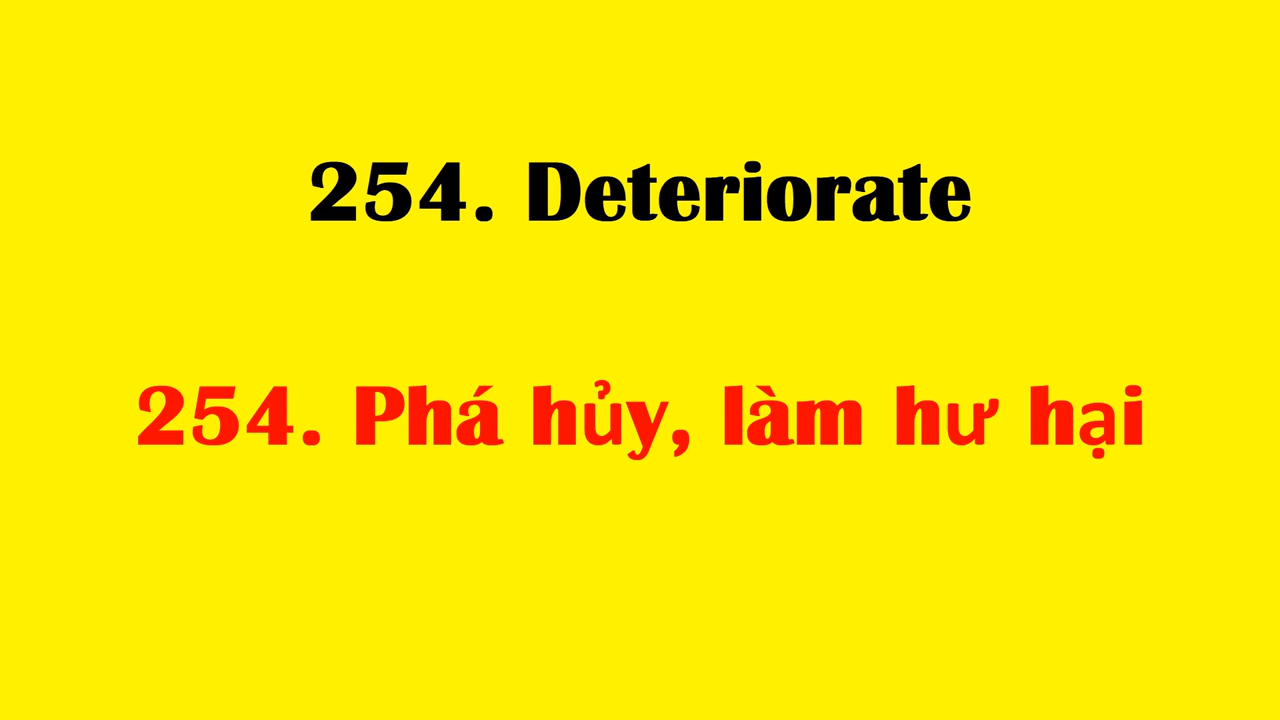 254. Deteriorate
254. Phá hủy, làm hư hại